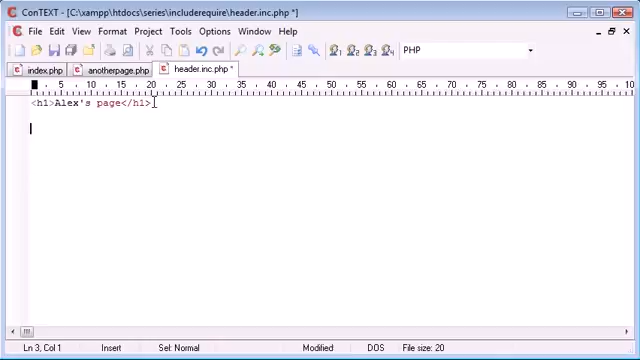 ConTEXT - [C:\xampp\htdocs\series\includerequire\header.inc.php *]
File Edit View Format Project Tools Options Window Help
PHP
index.php anotherpage.php header.inc.php *
5 10 15 20 25 30 35 40 45 50 55 60 65 70 75 80 85 90 95 10
<h1>Alex's page</h1>
Ln 3, Col 1 Insert Sel: Normal Modified DOS File size: 20